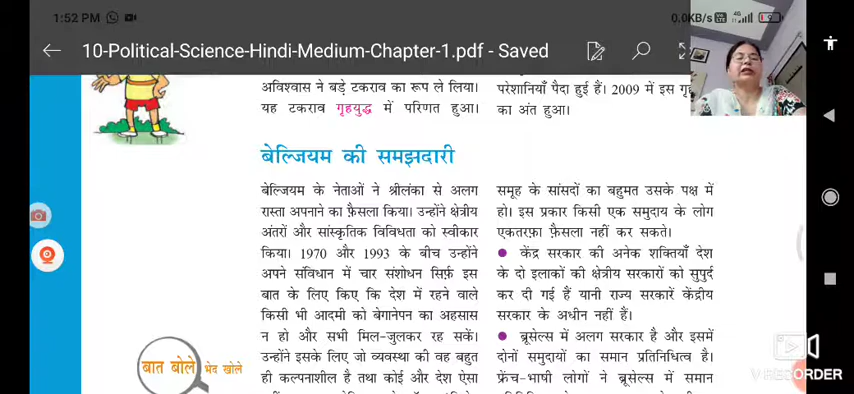 1:52 PM
0.0KB/s
4G
10-Political-Science-Hindi-Medium-Chapter-1.pdf - Saved
अविश्वास ने बड़े टकराव का रूप ले लिया।
यह टकराव गृहयुद्ध में परिणत हुआ।
परेशानियाँ पैदा हुई हैं। 2009 में इस
का अंत हुआ।
बेल्जियम की समझदारी
बेल्जियम के नेताओं ने श्रीलंका से अलग
रास्ता अपनाने का फ़ैसला किया। उन्होंने क्षेत्रीय
अंतरों और सांस्कृतिक विविधता को स्वीकार
किया। 1970 और 1993 के बीच उन्होंने
अपने संविधान में चार संशोधन सिर्फ़ इस
बात के लिए किए कि देश में रहने वाले
किसी भी आदमी को बेगानेपन का अहसास
न हो और सभी मिल-जुलकर रह सकें।
उन्होंने इसके लिए जो व्यवस्था की वह बहुत
ही कल्पनाशील है तथा कोई और देश ऐसा
समूह के सांसदों का बहुमत उसके पक्ष में
हो। इस प्रकार किसी एक समुदाय के लोग
एकतरफ़ा फ़ैसला नहीं कर सकते।
● केंद्र सरकार की अनेक शक्तियाँ देश
के दो इलाकों की क्षेत्रीय सरकारों को सुपुर्द
कर दी गई हैं यानी राज्य सरकारें केंद्रीय
सरकार के अधीन नहीं हैं।
● ब्रूसेल्स में अलग सरकार है और इसमें
दोनों समुदायों का समान प्रतिनिधित्व है।
फ्रेंच-भाषी लोगों ने ब्रूसेल्स में समान
बात बोले भेद खोले
V RECORDER